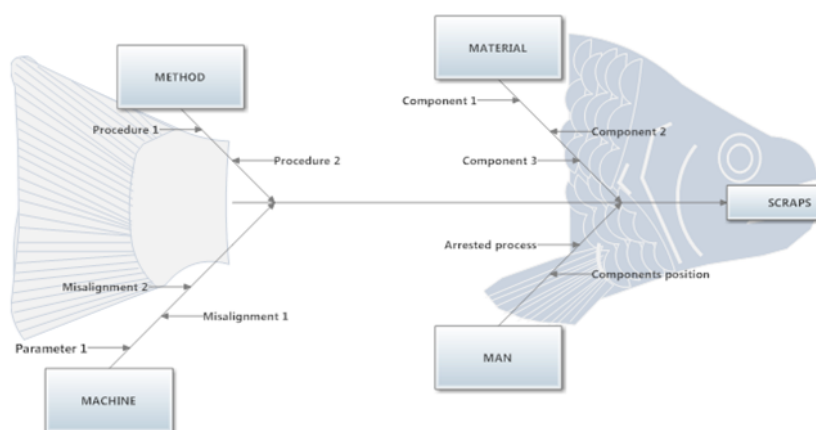 METHOD
MATERIAL
Component 1
Procedure 1
Component 2
Procedure 2
Component 3
SCRAPS
Arrested process
Components position
Misalignment 2
Misalignment 1
Parameter 1
MAN
MACHINE